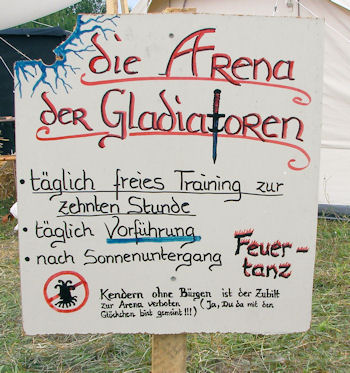 die Arena
der Gladiatoren
• täglich freies Training zur
zehnten Stunde
• täglich Vorführung
• nach Sonnenuntergang
Feuer-
tanz
Kendern ohne Bürgen ist der Zutitt
zur Arena verboten (Ja, Du da mit den
Glöckchen bist gemeint!!!)